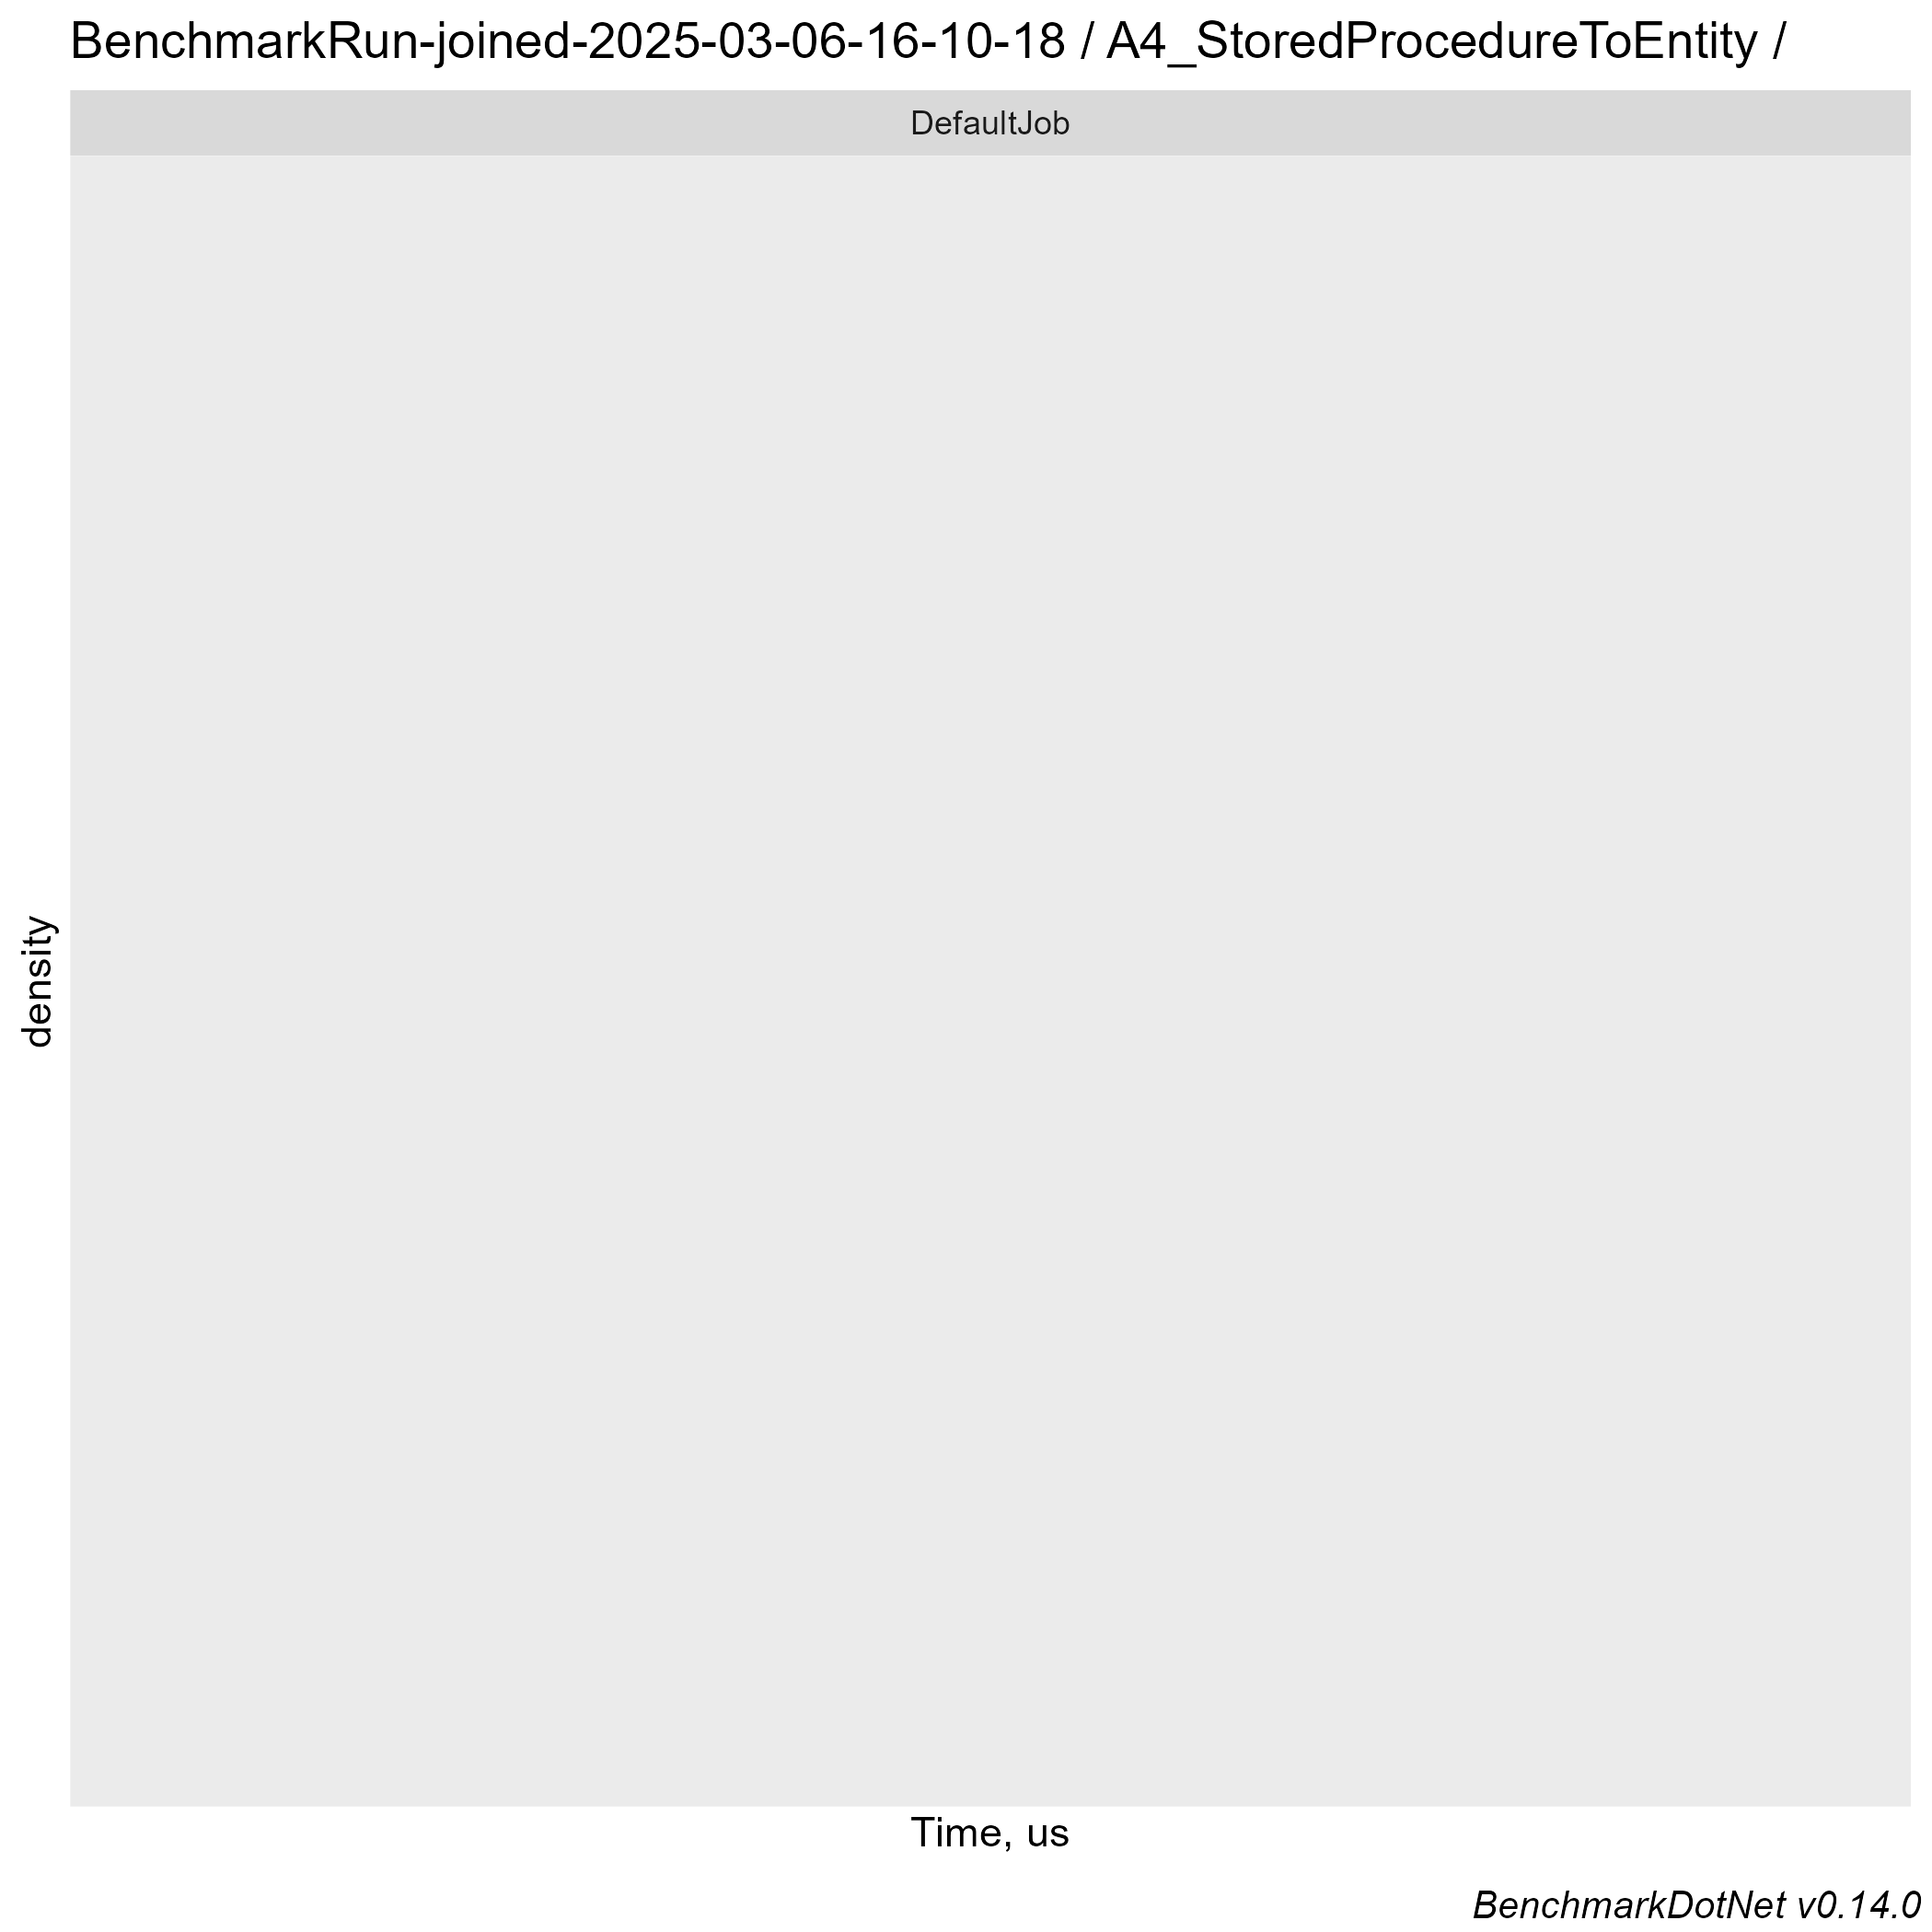 BenchmarkRun-joined-2025-03-06-16-10-18 / A4_StoredProcedureToEntity /
DefaultJob
density
Time, us
BenchmarkDotNet v0.14.0